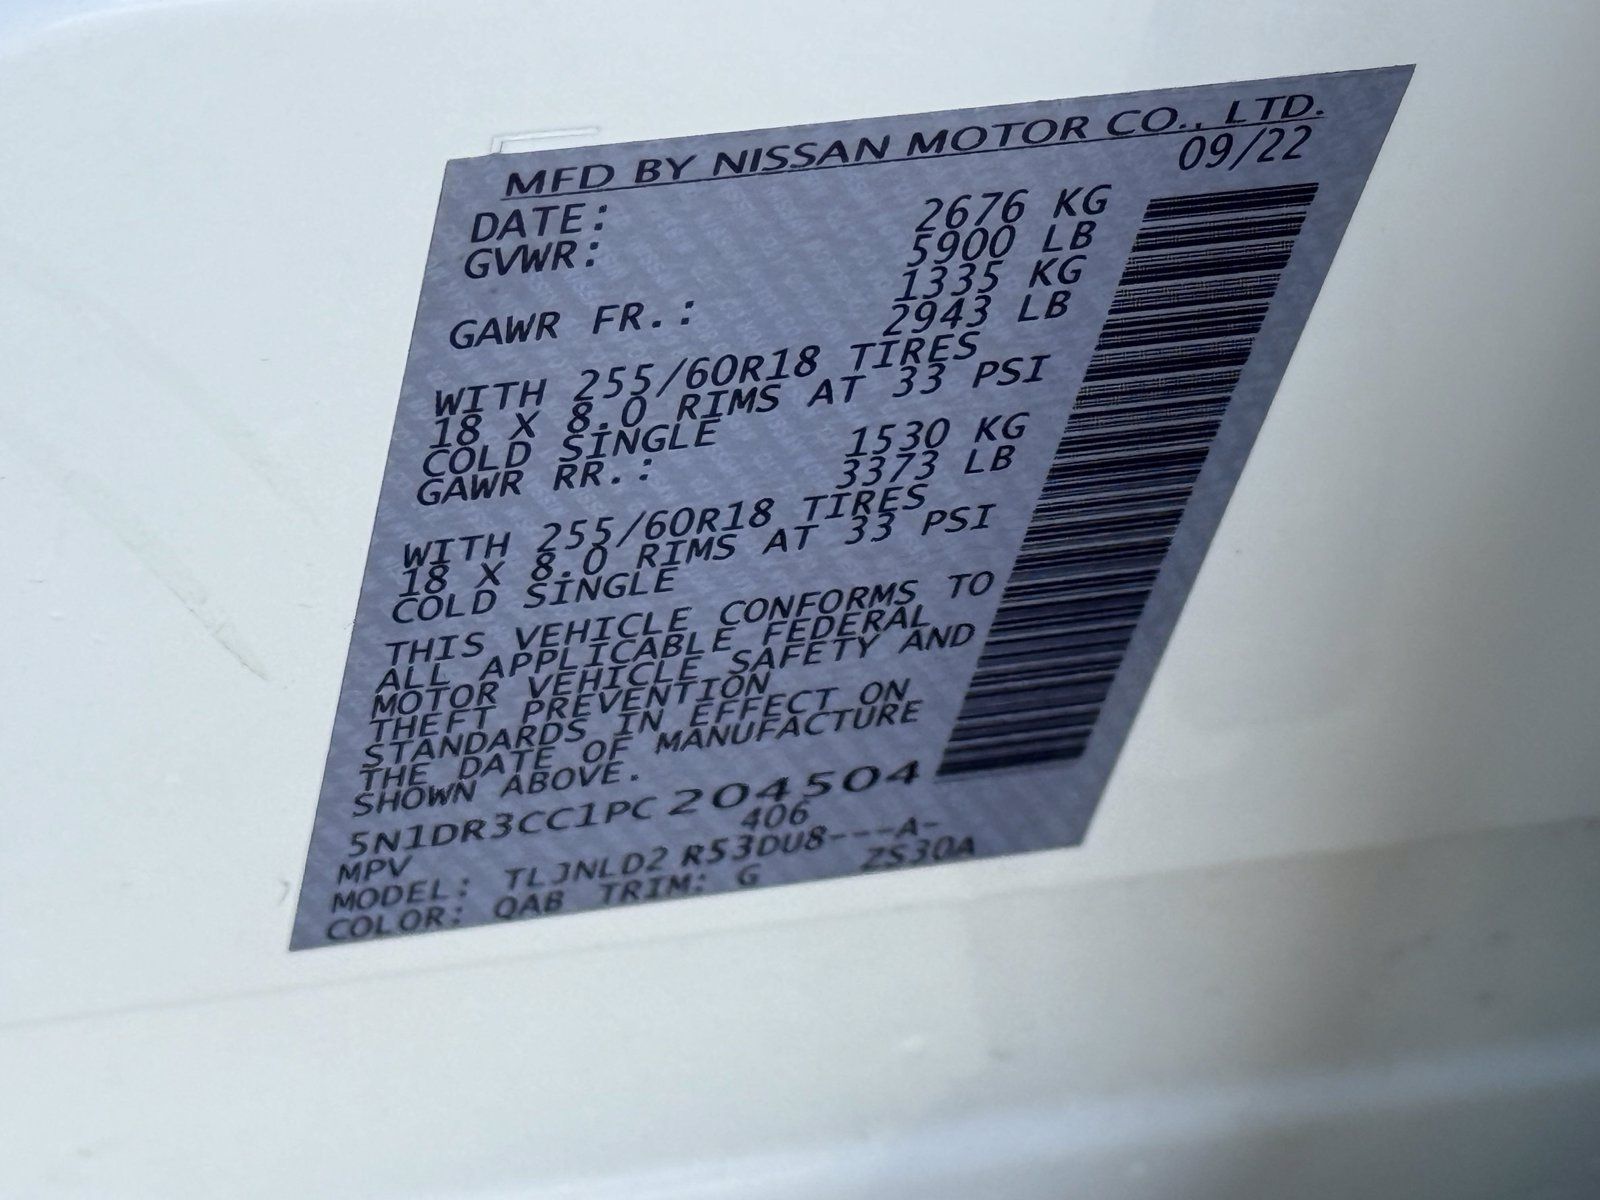 MFD BY NISSAN MOTOR CO., LTD.
DATE: 09/22
GVWR: 2676 KG
5900 LB
GAWR FR.: 1335 KG
2943 LB
WITH 255/60R18 TIRES
18 X 8.0 RIMS AT 33 PSI
COLD SINGLE
GAWR RR.: 1530 KG
3373 LB
WITH 255/60R18 TIRES
18 X 8.0 RIMS AT 33 PSI
COLD SINGLE
THIS VEHICLE CONFORMS TO
ALL APPLICABLE FEDERAL
MOTOR VEHICLE SAFETY AND
THEFT PREVENTION
STANDARDS IN EFFECT ON
THE DATE OF MANUFACTURE
SHOWN ABOVE.
5N1DR3CC1PC204504
MPV 406
MODEL: TLJNLD2 R53DU8---A-
COLOR: QAB TRIM: G ZS30A